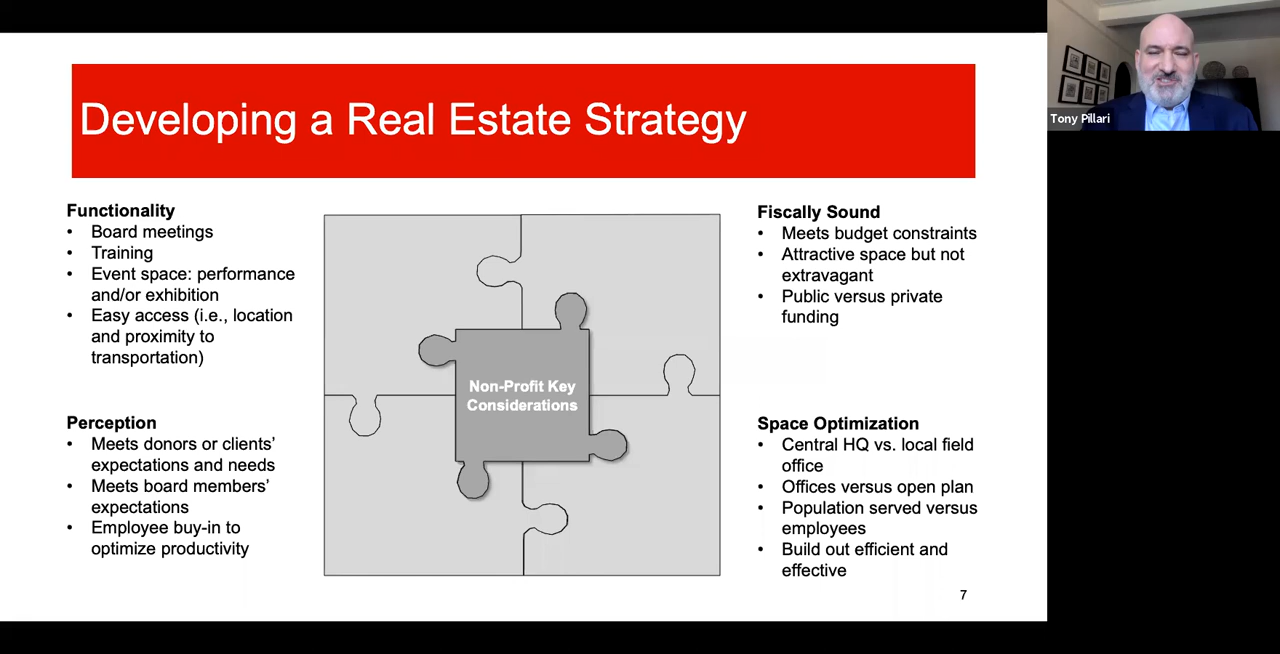 Developing a Real Estate Strategy
Tony Pillari
Functionality
• Board meetings
• Training
• Event space: performance
and/or exhibition
• Easy access (i.e., location
and proximity to
transportation)
Perception
• Meets donors or clients’
expectations and needs
• Meets board members’
expectations
• Employee buy-in to
optimize productivity
Non-Profit Key
Considerations
Fiscally Sound
• Meets budget constraints
• Attractive space but not
extravagant
• Public versus private
funding
Space Optimization
• Central HQ vs. local field
office
• Offices versus open plan
• Population served versus
employees
• Build out efficient and
effective
7